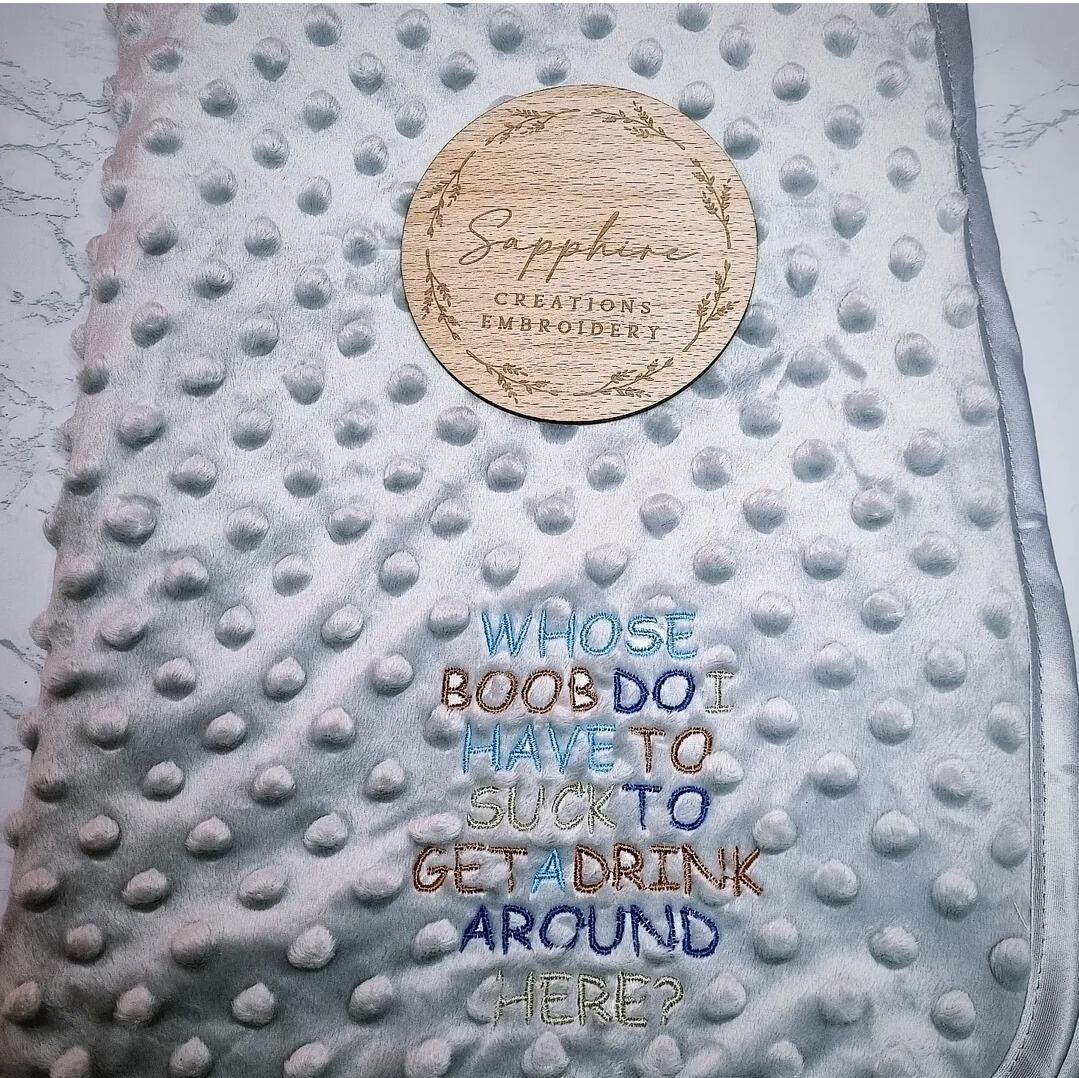 Sapphire
CREATIONS
EMBROIDERY
WHOSE
BOOB DO I
HAVE TO
SUCK TO
GET A DRINK
AROUND
HERE?